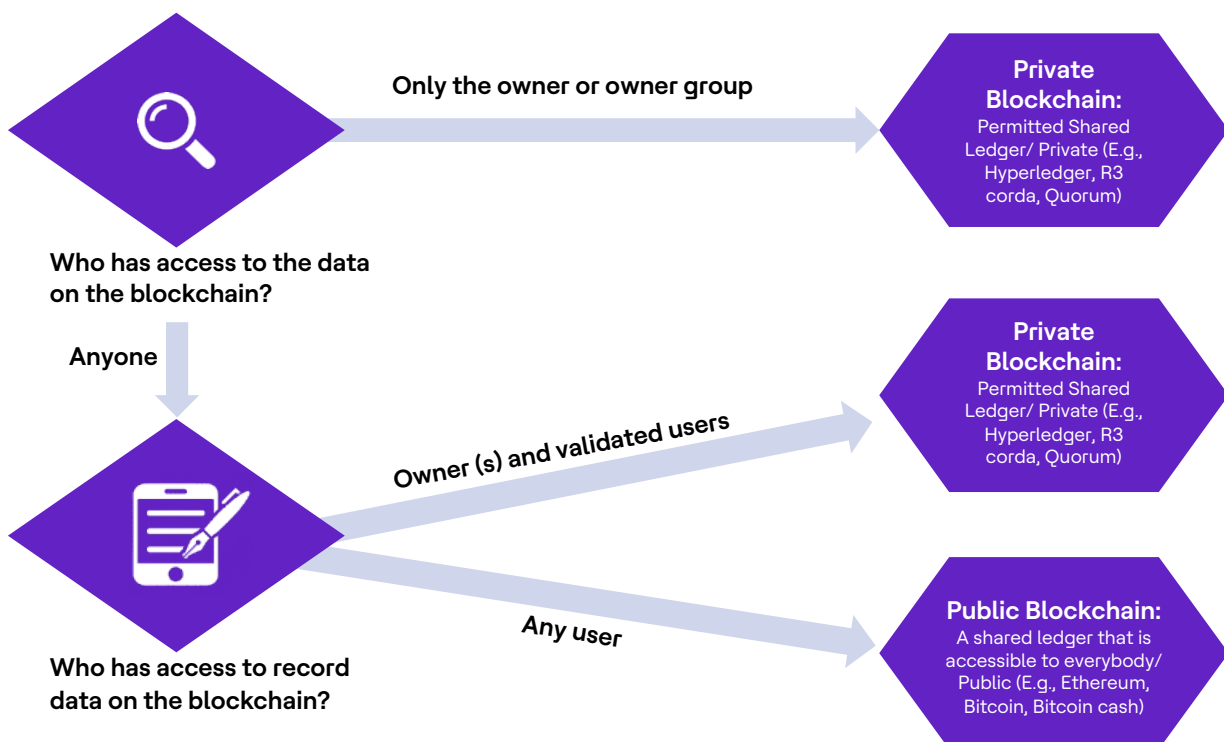 Only the owner or owner group
Private
Blockchain:
Permitted Shared
Ledger/ Private (E.g.,
Hyperledger, R3
corda, Quorum)
Who has access to the data
on the blockchain?
Anyone
Owner (s) and validated users
Private
Blockchain:
Permitted Shared
Ledger/ Private (E.g.,
Hyperledger, R3
corda, Quorum)
Any user
Public Blockchain:
A shared ledger that is
accessible to everybody/
Public (E.g., Ethereum,
Bitcoin, Bitcoin cash)
Who has access to record
data on the blockchain?